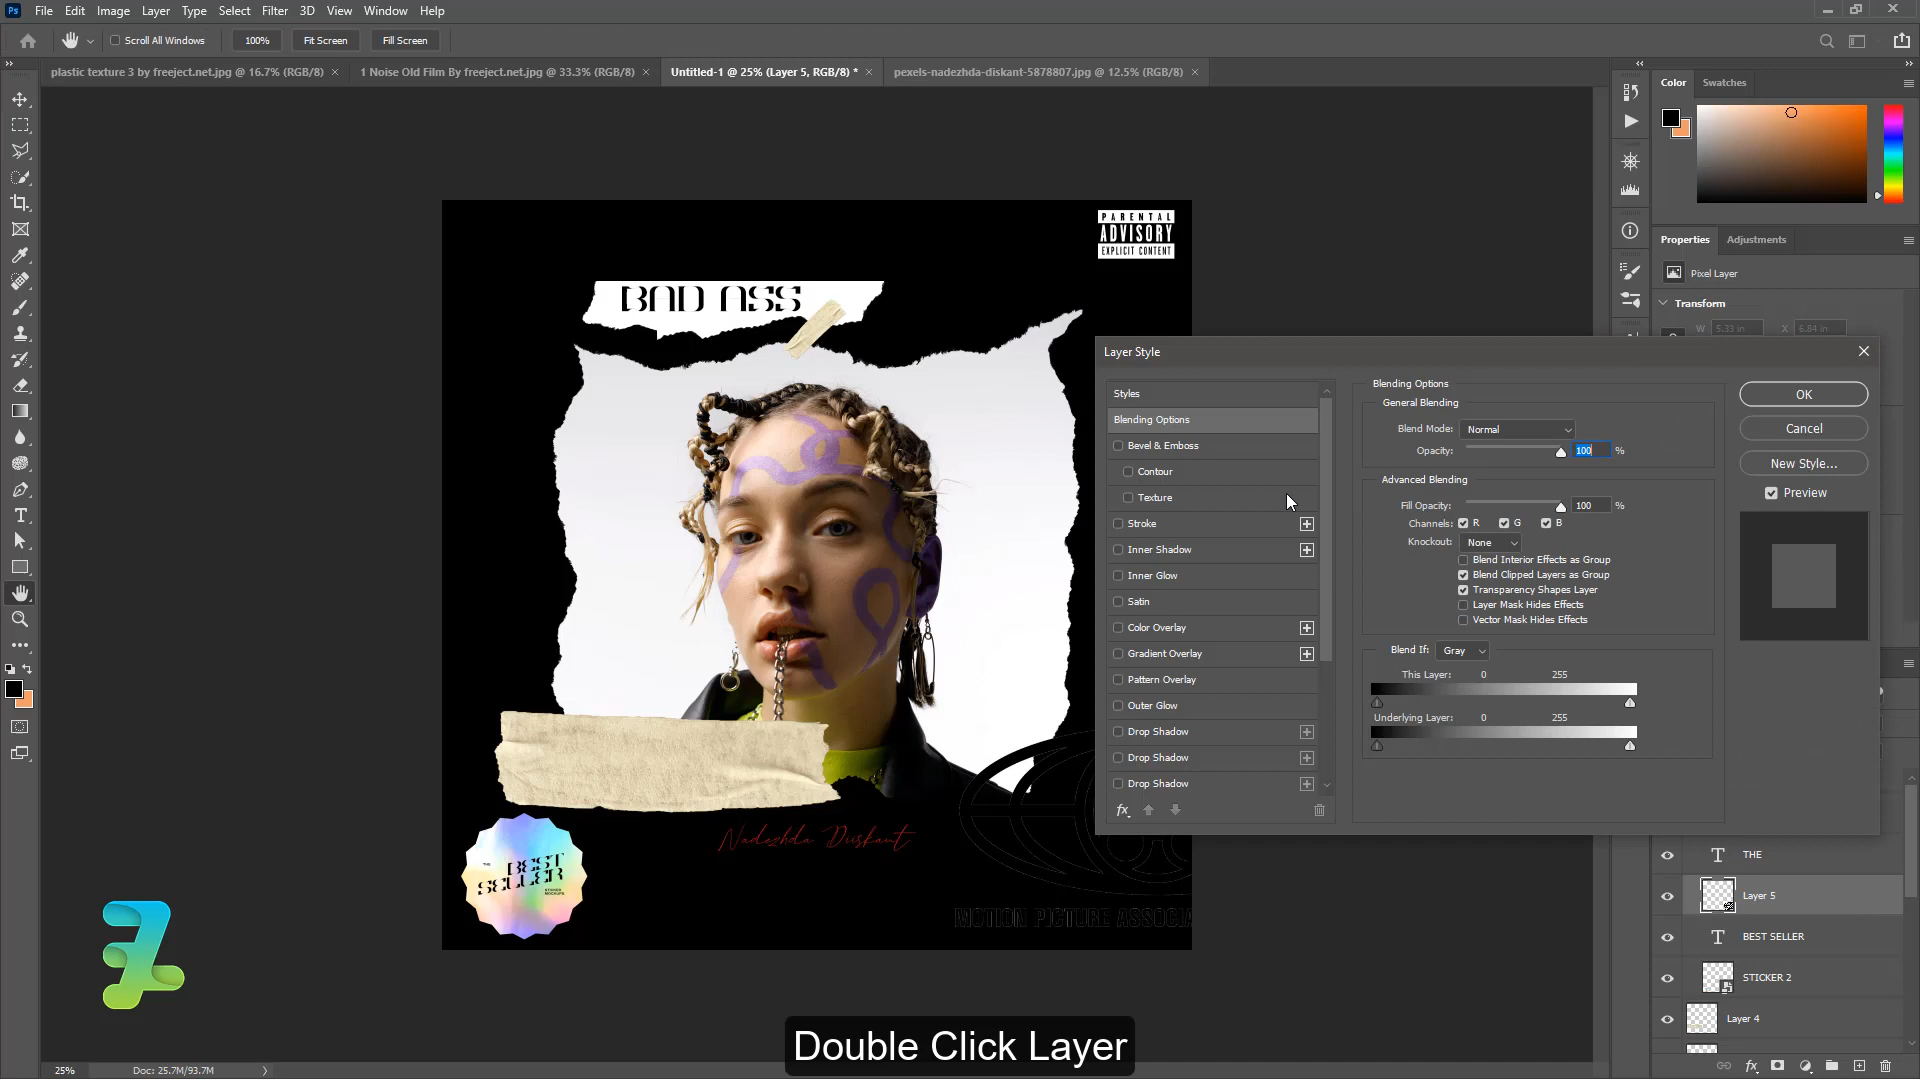 Ps File Edit Image Layer Type Select Filter 3D View Window Help
Scroll All Windows 100% Fit Screen Fill Screen
plastic texture 3 by freeject.net.jpg @ 16.7% (RGB/8) × 1 Noise Old Film By freeject.net.jpg @ 33.3% (RGB/8) × Untitled-1 @ 25% (Layer 5, RGB/8) * × pexels-nadezhda-diskant-5878807.jpg @ 12.5% (RGB/8) ×
Color Swatches
PARENTAL
ADVISORY
EXPLICIT CONTENT
BAD ASS
Properties Adjustments
Pixel Layer
Transform
W 5.33 in X 6.84 in
Layer Style
Styles
Blending Options
Bevel & Emboss
Contour
Texture
Stroke
Inner Shadow
Inner Glow
Satin
Color Overlay
Gradient Overlay
Pattern Overlay
Outer Glow
Drop Shadow
Drop Shadow
Drop Shadow
fx
Blending Options
General Blending
Blend Mode: Normal
Opacity: 100 %
Advanced Blending
Fill Opacity: 100 %
Channels: R G B
Knockout: None
Blend Interior Effects as Group
Blend Clipped Layers as Group
Transparency Shapes Layer
Layer Mask Hides Effects
Vector Mask Hides Effects
Blend If: Gray
This Layer: 0 255
Underlying Layer: 0 255
OK
Cancel
New Style...
Preview
Nadezhda Diskant
THE BEST
SELLER
STICKER
MOCKUPS
MOTION PICTURE ASSOCIA
T THE
Layer 5
T BEST SELLER
STICKER 2
Layer 4
fx
Double Click Layer
25% Doc: 25.7M/93.7M